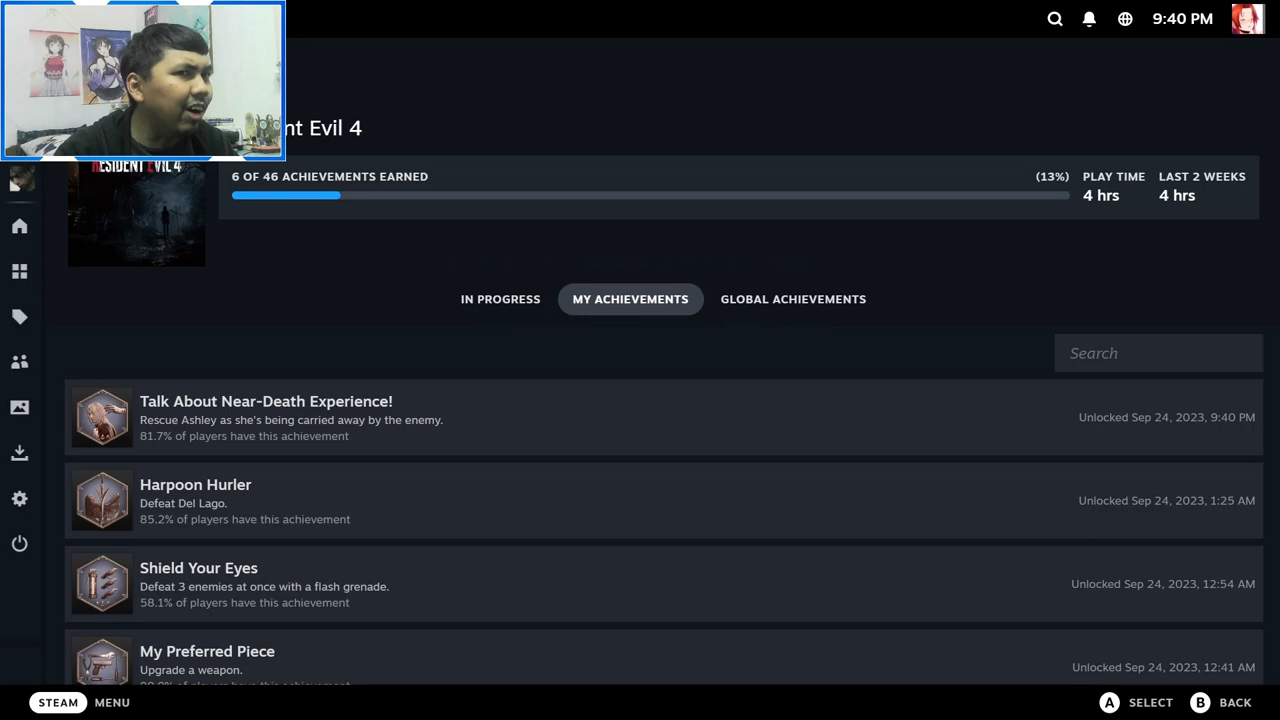 9:40 PM
nt Evil 4
RESIDENT EVIL 4
6 OF 46 ACHIEVEMENTS EARNED
(13%)
PLAY TIME
LAST 2 WEEKS
4 hrs
4 hrs
IN PROGRESS
MY ACHIEVEMENTS
GLOBAL ACHIEVEMENTS
Search
Talk About Near-Death Experience!
Rescue Ashley as she's being carried away by the enemy.
81.7% of players have this achievement
Unlocked Sep 24, 2023, 9:40 PM
Harpoon Hurler
Defeat Del Lago.
85.2% of players have this achievement
Unlocked Sep 24, 2023, 1:25 AM
Shield Your Eyes
Defeat 3 enemies at once with a flash grenade.
58.1% of players have this achievement
Unlocked Sep 24, 2023, 12:54 AM
My Preferred Piece
Upgrade a weapon.
of players have this achievement
Unlocked Sep 24, 2023, 12:41 AM
STEAM MENU
A SELECT
B BACK